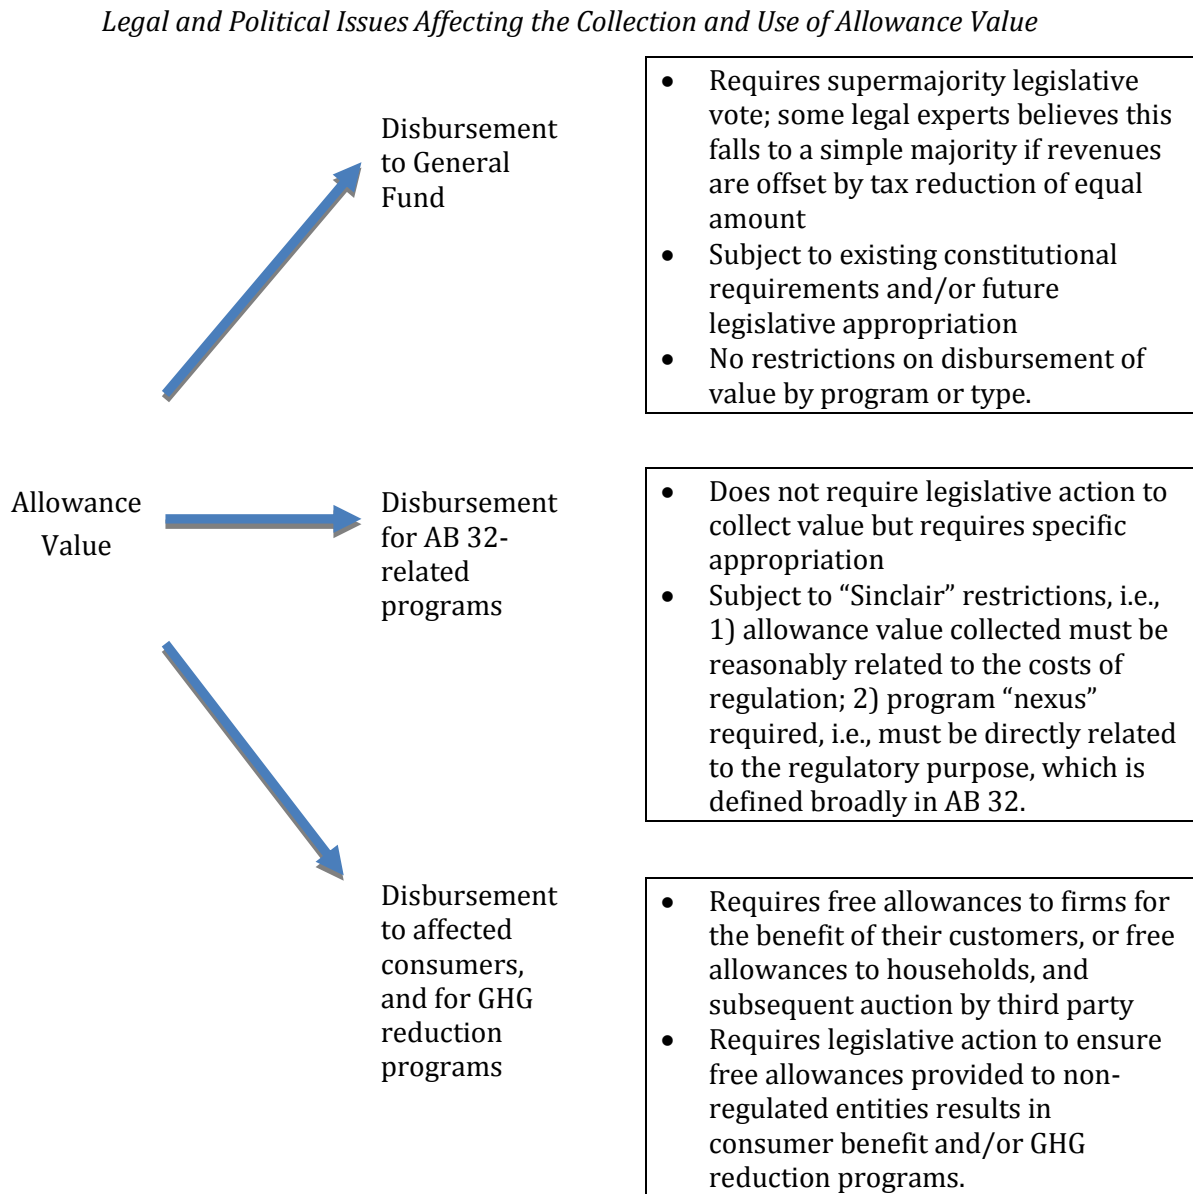 Legal and Political Issues Affecting the Collection and Use of Allowance Value
Disbursement
to General
Fund
• Requires supermajority legislative
vote; some legal experts believes this
falls to a simple majority if revenues
are offset by tax reduction of equal
amount
• Subject to existing constitutional
requirements and/or future
legislative appropriation
• No restrictions on disbursement of
value by program or type.
Allowance
Value
Disbursement
for AB 32-
related
programs
• Does not require legislative action to
collect value but requires specific
appropriation
• Subject to “Sinclair” restrictions, i.e.,
1) allowance value collected must be
reasonably related to the costs of
regulation; 2) program “nexus”
required, i.e., must be directly related
to the regulatory purpose, which is
defined broadly in AB 32.
Disbursement
to affected
consumers,
and for GHG
reduction
programs
• Requires free allowances to firms for
the benefit of their customers, or free
allowances to households, and
subsequent auction by third party
• Requires legislative action to ensure
free allowances provided to non-
regulated entities results in
consumer benefit and/or GHG
reduction programs.